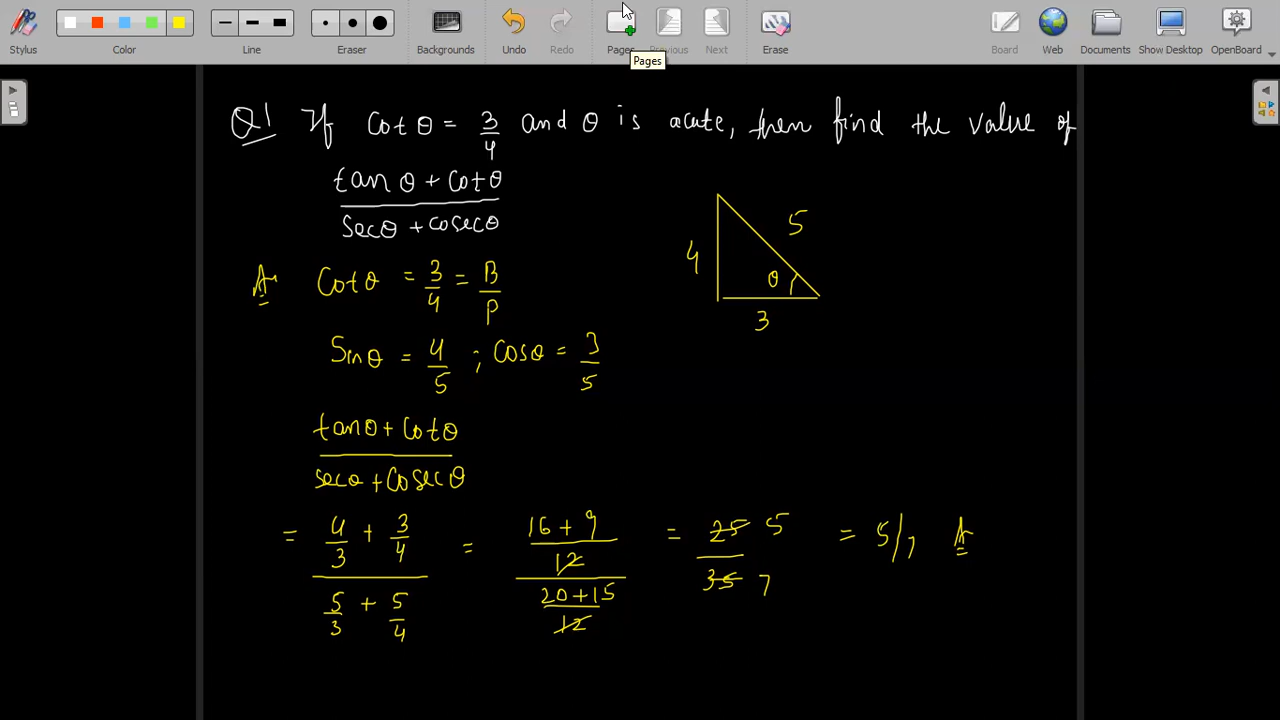 Stylus Color Line Eraser Backgrounds Undo Redo Pages Previous Next Erase Board Web Documents Show Desktop OpenBoard
Pages
Q1 If Cot θ = 3/4 and θ is acute, then find the value of
tan θ + Cot θ
Sec θ + Cosec θ
5
4
θ
3
A Cot θ = 3/4 = B/P
Sin θ = 4/5 ; Cos θ = 3/5
tan θ + Cot θ
Sec θ + Cosec θ
= 4/3 + 3/4 = 16 + 9 = 25 5 = 5/7 A
12 35 7
5/3 + 5/4 20 + 15
12